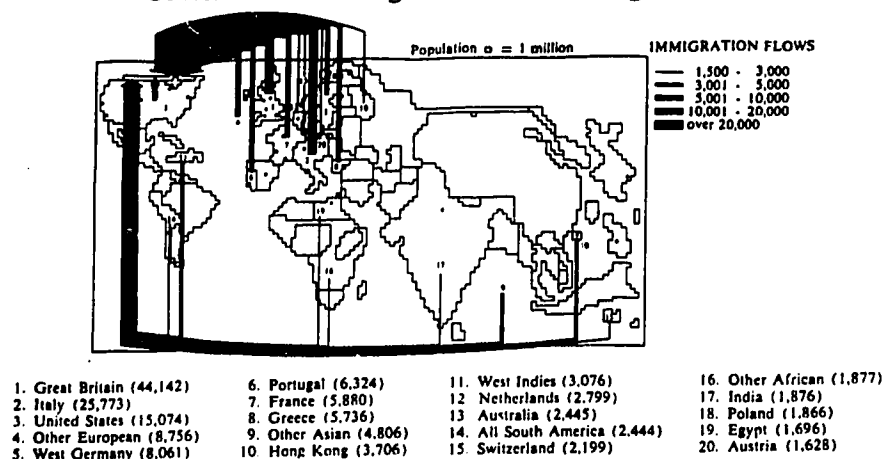 Population □ = 1 million
IMMIGRATION FLOWS
1,500 - 3,000
3,001 - 5,000
5,001 - 10,000
10,001 - 20,000
over 20,000
1. Great Britain (44,142)
2. Italy (25,773)
3. United States (15,074)
4. Other European (8,756)
5. West Germany (8,061)
6. Portugal (6,324)
7. France (5,880)
8. Greece (5,736)
9. Other Asian (4,806)
10. Hong Kong (3,706)
11. West Indies (3,076)
12 Netherlands (2,799)
13 Australia (2,445)
14. All South America (2,444)
15. Switzerland (2,199)
16. Other African (1,877)
17. India (1,876)
18. Poland (1,866)
19. Egypt (1,696)
20. Austria (1,628)